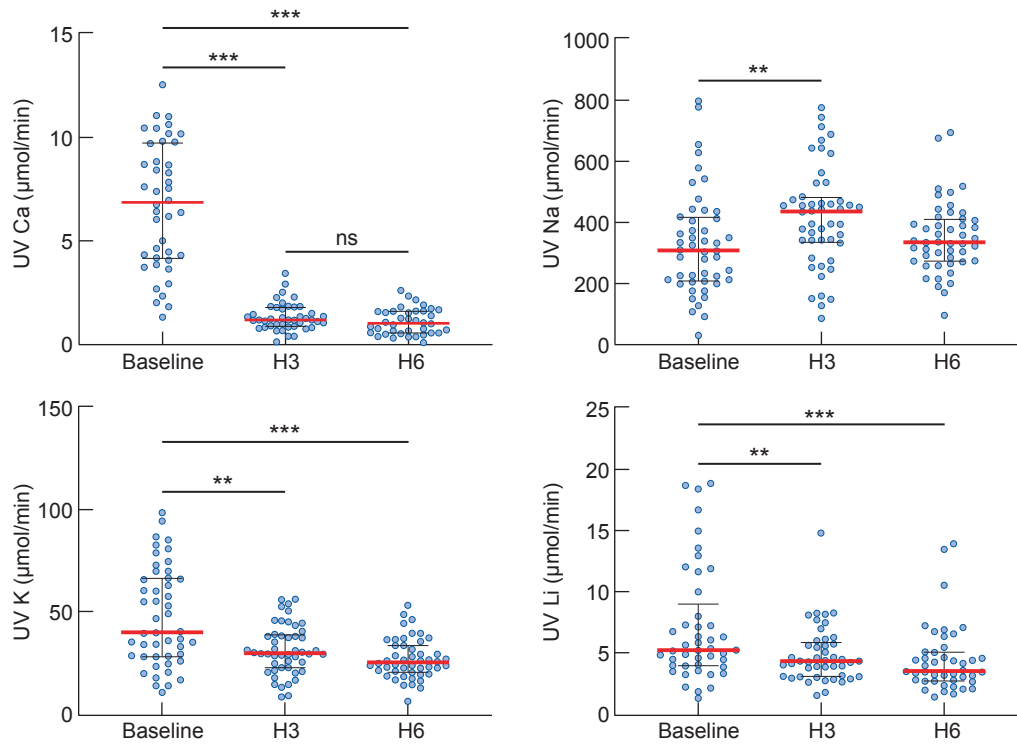 ***
***
ns
15
10
5
0
UV Ca (µmol/min)
Baseline
H3
H6
**
1000
800
600
400
200
0
UV Na (µmol/min)
Baseline
H3
H6
***
**
150
100
50
0
UV K (µmol/min)
Baseline
H3
H6
***
**
25
20
15
10
5
0
UV Li (µmol/min)
Baseline
H3
H6